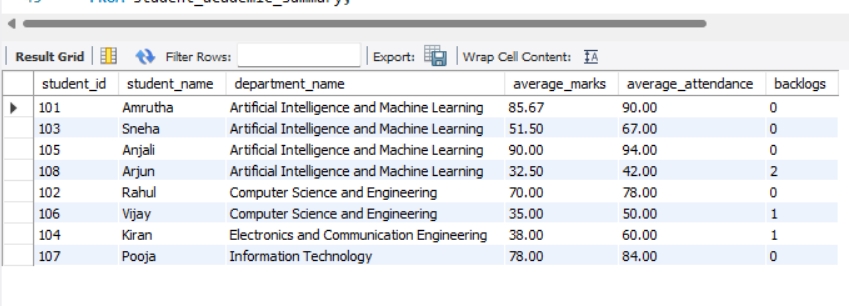 FROM student_academic_summary;
Result Grid Filter Rows: Export: Wrap Cell Content:
student_id student_name department_name average_marks average_attendance backlogs
101 Amrutha Artificial Intelligence and Machine Learning 85.67 90.00 0
103 Sneha Artificial Intelligence and Machine Learning 51.50 67.00 0
105 Anjali Artificial Intelligence and Machine Learning 90.00 94.00 0
108 Arjun Artificial Intelligence and Machine Learning 32.50 42.00 2
102 Rahul Computer Science and Engineering 70.00 78.00 0
106 Vijay Computer Science and Engineering 35.00 50.00 1
104 Kiran Electronics and Communication Engineering 38.00 60.00 1
107 Pooja Information Technology 78.00 84.00 0